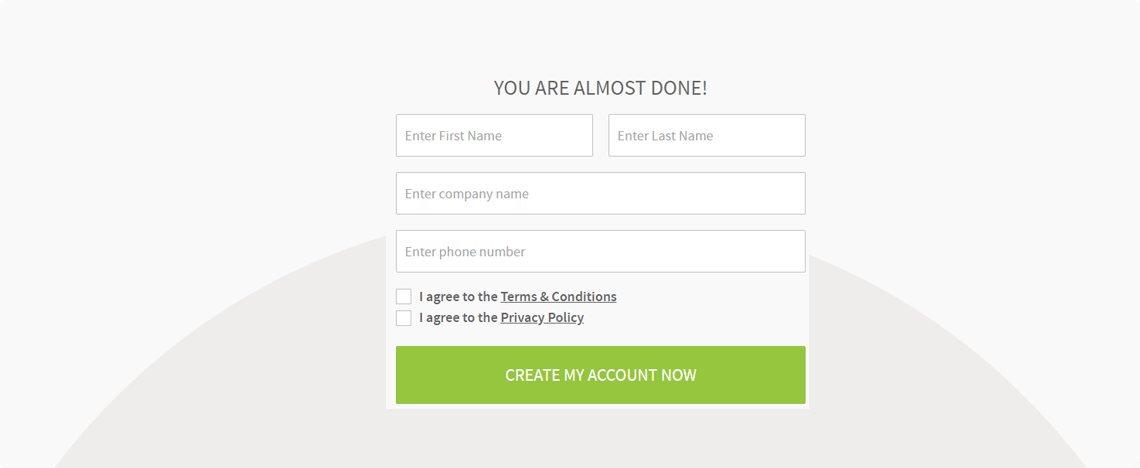 YOU ARE ALMOST DONE!
Enter First Name
Enter Last Name
Enter company name
Enter phone number
I agree to the Terms & Conditions
I agree to the Privacy Policy
CREATE MY ACCOUNT NOW